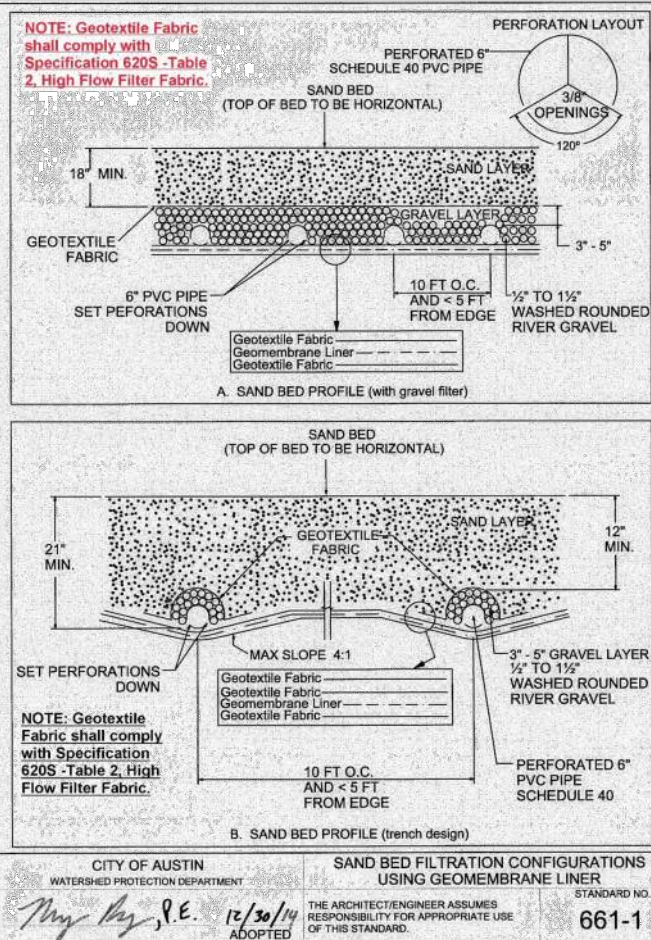 NOTE: Geotextile Fabric
shall comply with
Specification 620S -Table
2, High Flow Filter Fabric.
PERFORATION LAYOUT
PERFORATED 6"
SCHEDULE 40 PVC PIPE
3/8"
OPENINGS
120°
SAND BED
(TOP OF BED TO BE HORIZONTAL)
18" MIN.
SAND LAYER
GRAVEL LAYER
GEOTEXTILE
FABRIC
3" - 5"
6" PVC PIPE
SET PEFORATIONS
DOWN
10 FT O.C.
AND < 5 FT
FROM EDGE
½" TO 1½"
WASHED ROUNDED
RIVER GRAVEL
Geotextile Fabric
Geomembrane Liner
Geotextile Fabric
A. SAND BED PROFILE (with gravel filter)
SAND BED
(TOP OF BED TO BE HORIZONTAL)
SAND LAYER
21"
MIN.
GEOTEXTILE
FABRIC
12"
MIN.
MAX SLOPE 4:1
SET PERFORATIONS
DOWN
3" - 5" GRAVEL LAYER
½" TO 1½"
WASHED ROUNDED
RIVER GRAVEL
Geotextile Fabric
Geotextile Fabric
Geomembrane Liner
Geotextile Fabric
NOTE: Geotextile
Fabric shall comply
with Specification
620S -Table 2, High
Flow Filter Fabric.
10 FT O.C.
AND < 5 FT
FROM EDGE
PERFORATED 6"
PVC PIPE
SCHEDULE 40
B. SAND BED PROFILE (trench design)
CITY OF AUSTIN
WATERSHED PROTECTION DEPARTMENT
P.E. 12/30/14
ADOPTED
SAND BED FILTRATION CONFIGURATIONS
USING GEOMEMBRANE LINER
THE ARCHITECT/ENGINEER ASSUMES
RESPONSIBILITY FOR APPROPRIATE USE
OF THIS STANDARD.
STANDARD NO.
661-1